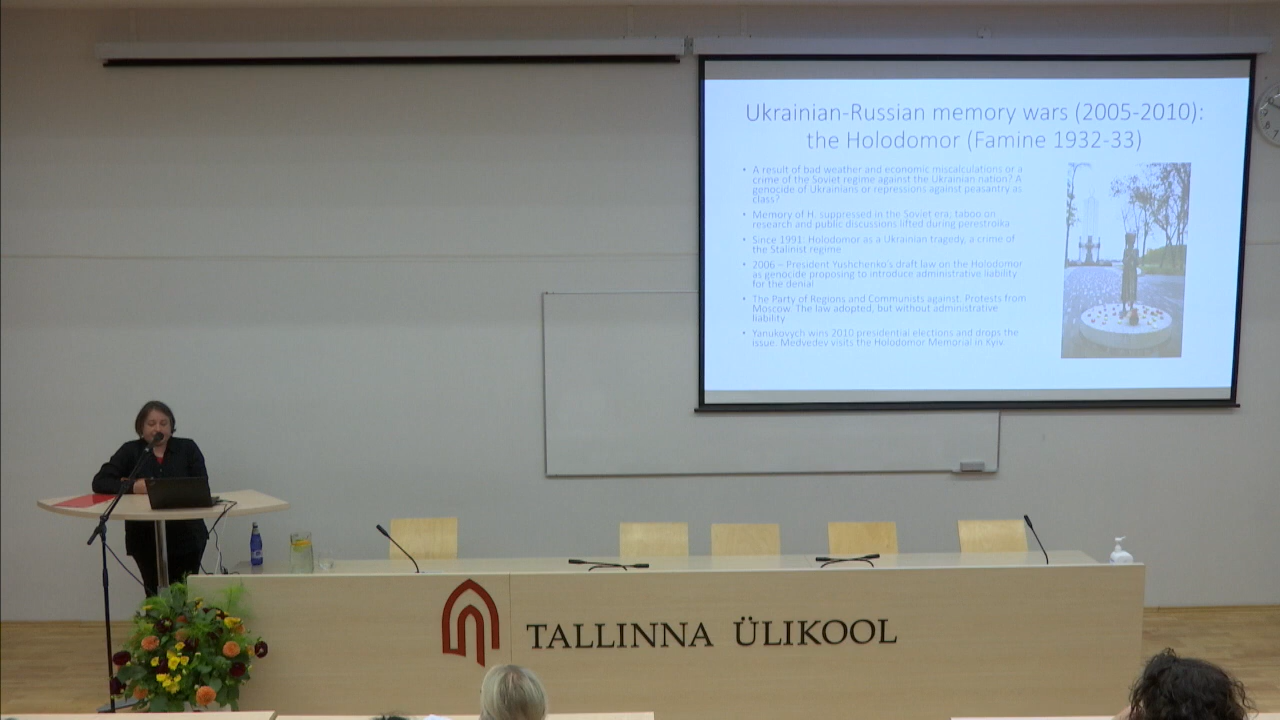 Ukrainian-Russian memory wars (2005-2010):
the Holodomor (Famine 1932-33)
• A result of bad weather and economic miscalculations or a
crime of the Soviet regime against the Ukrainian nation? A
genocide of Ukrainians or repressions against peasantry as
class?
• Memory of H. suppressed in the Soviet era; taboo on
research and public discussions lifted during perestroika
• Since 1991: Holodomor as a Ukrainian tragedy, a crime of
the Stalinist regime
• 2006 – President Yushchenko's draft law on the Holodomor
as genocide proposing to introduce administrative liability
for the denial
• The Party of Regions and Communists against. Protests from
Moscow. The law adopted, but without administrative
liability
• Yanukovych wins 2010 presidential elections and drops the
issue. Medvedev visits the Holodomor Memorial in Kyiv.
TALLINNA ÜLIKOOL